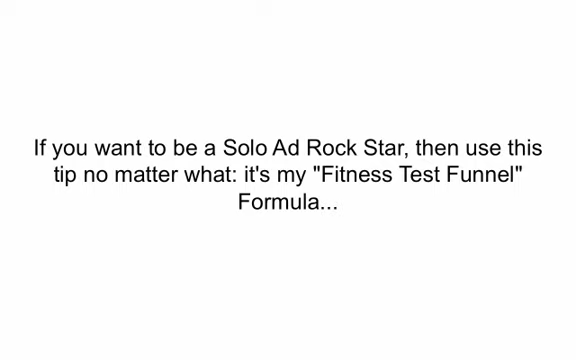 If you want to be a Solo Ad Rock Star, then use this
tip no matter what: it's my "Fitness Test Funnel"
Formula...